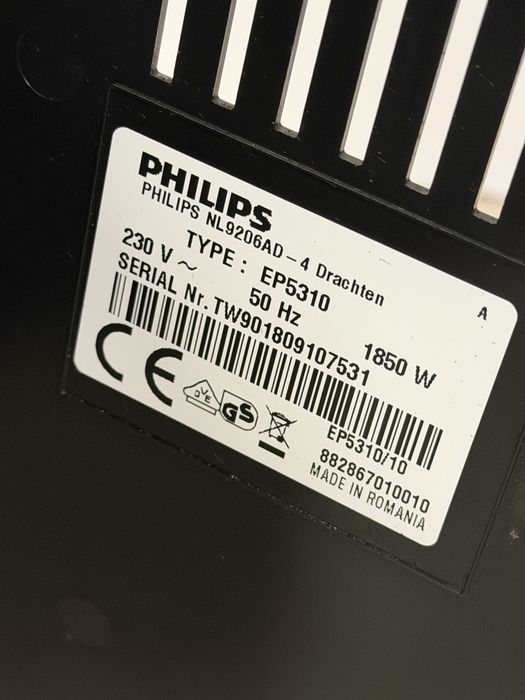 PHILIPS
PHILIPS NL9206AD-4 Drachten
A
TYPE : EP5310
230 V ~ 50 Hz 1850 W
SERIAL Nr. TW901809107531
CE
DVE GS
EP5310/10
882867010010
MADE IN ROMANIA